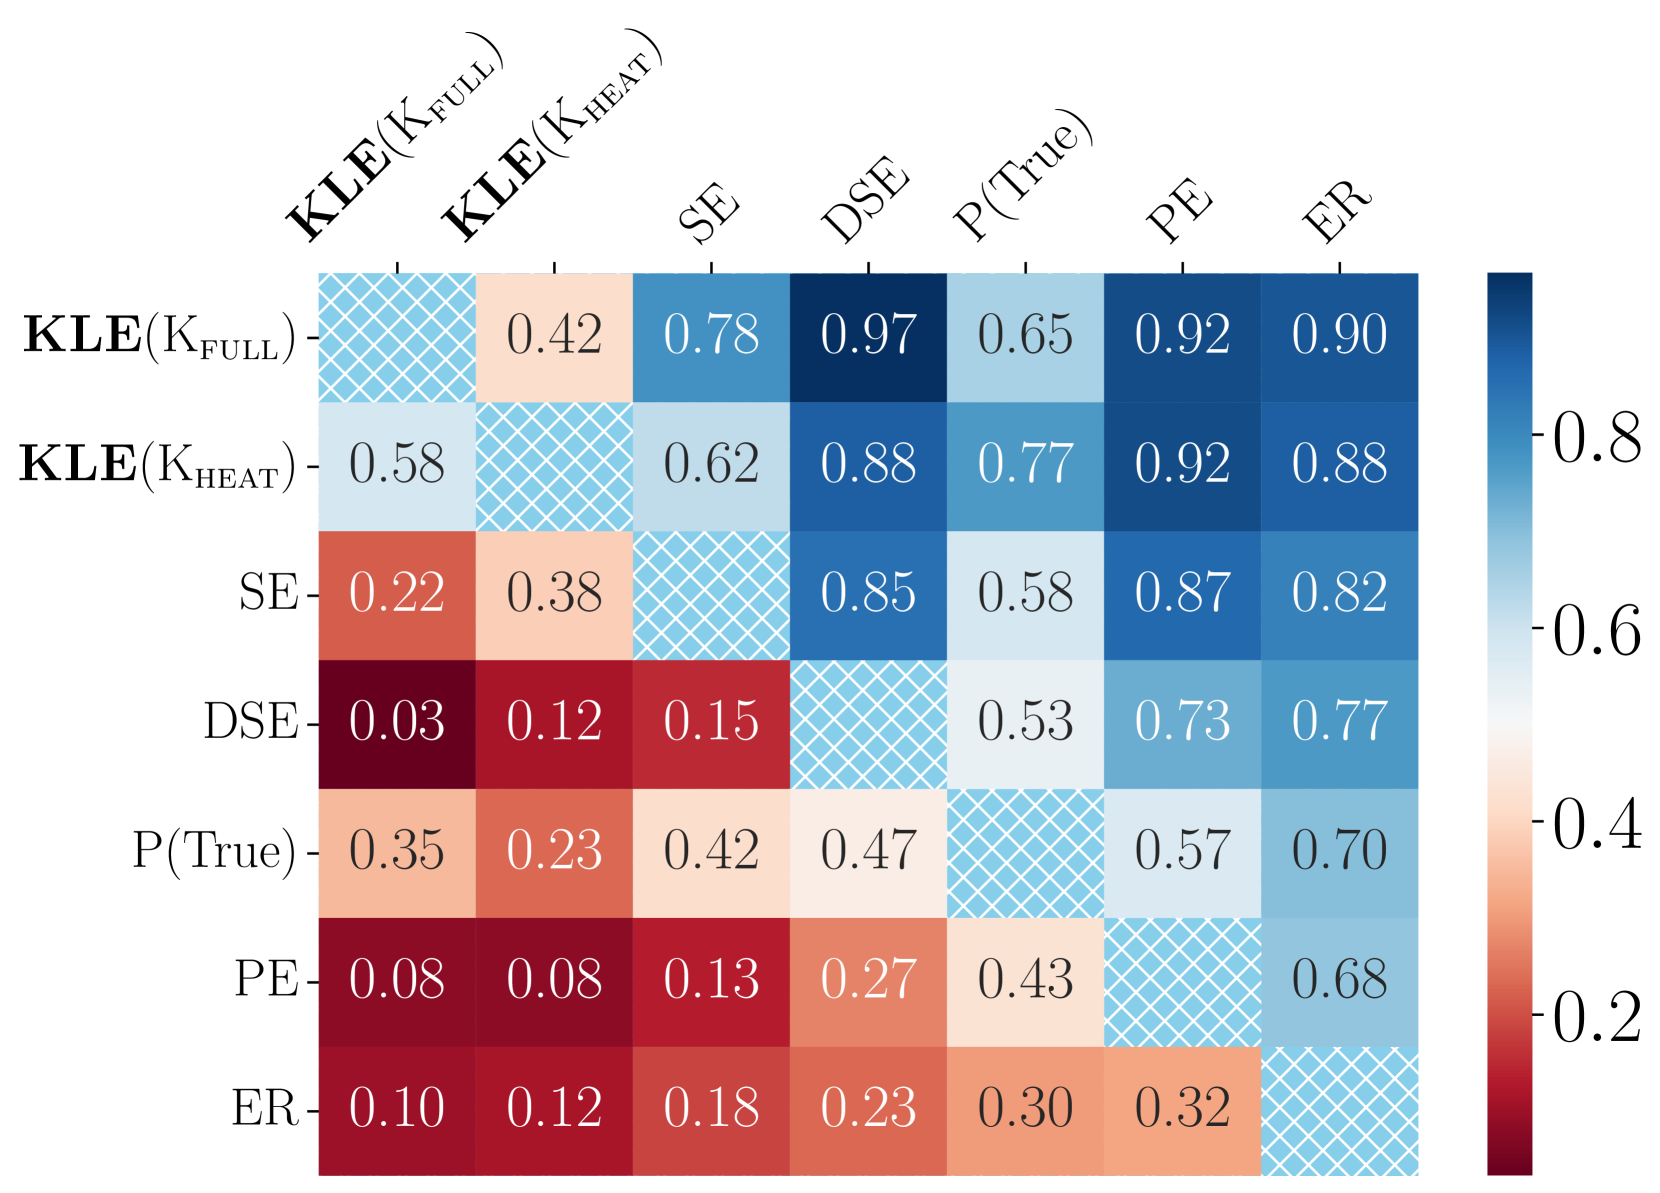 KLE(K_FULL) KLE(K_HEAT) SE DSE P(True) PE ER
KLE(K_FULL) 0.42 0.78 0.97 0.65 0.92 0.90
KLE(K_HEAT) 0.58 0.62 0.88 0.77 0.92 0.88
SE 0.22 0.38 0.85 0.58 0.87 0.82
DSE 0.03 0.12 0.15 0.53 0.73 0.77
P(True) 0.35 0.23 0.42 0.47 0.57 0.70
PE 0.08 0.08 0.13 0.27 0.43 0.68
ER 0.10 0.12 0.18 0.23 0.30 0.32
0.8
0.6
0.4
0.2